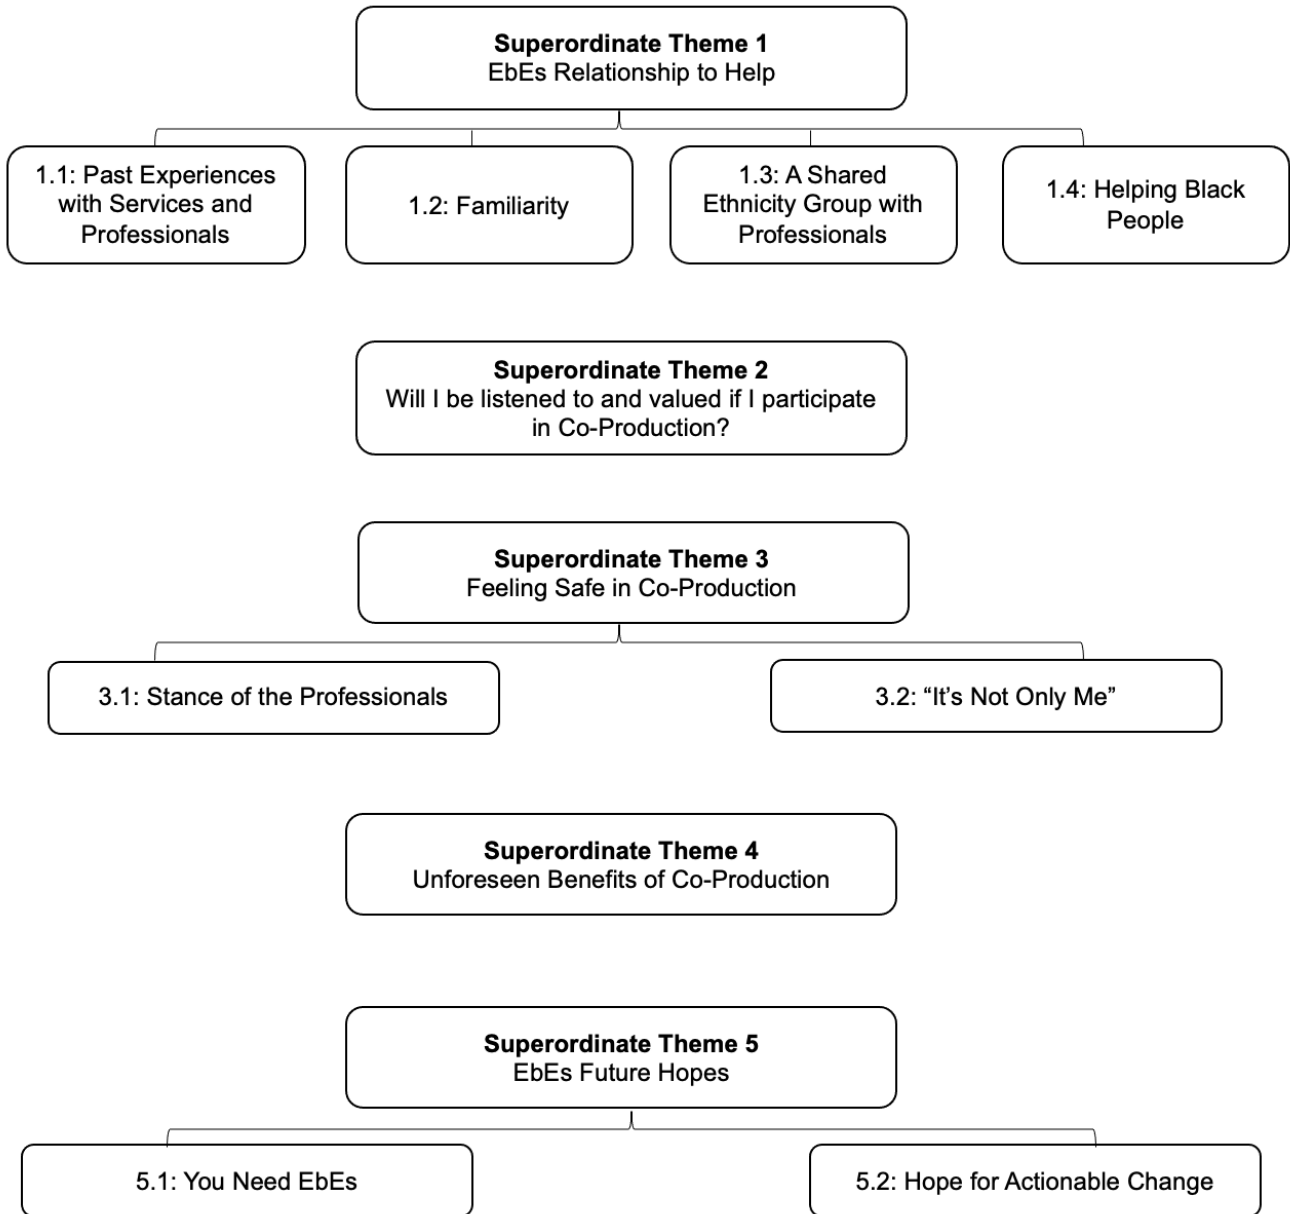 Superordinate Theme 1
EbEs Relationship to Help
1.1: Past Experiences
with Services and
Professionals
1.2: Familiarity
1.3: A Shared
Ethnicity Group with
Professionals
1.4: Helping Black
People
Superordinate Theme 2
Will I be listened to and valued if I participate
in Co-Production?
Superordinate Theme 3
Feeling Safe in Co-Production
3.1: Stance of the Professionals
3.2: “It’s Not Only Me”
Superordinate Theme 4
Unforeseen Benefits of Co-Production
Superordinate Theme 5
EbEs Future Hopes
5.1: You Need EbEs
5.2: Hope for Actionable Change